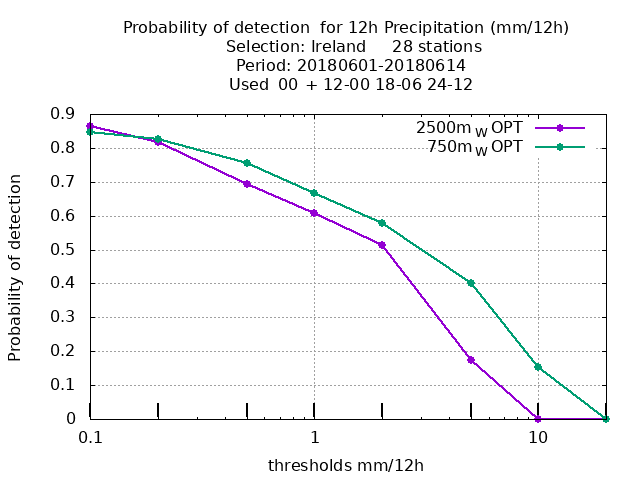 Probability of detection  for 12h Precipitation (mm/12h)
Selection: Ireland     28 stations
Period: 20180601-20180614
Used  00  + 12-00 18-06 24-12
2500m W OPT
750m W OPT
Probability of detection
0.9
0.8
0.7
0.6
0.5
0.4
0.3
0.2
0.1
0
0.1 1 10
thresholds mm/12h